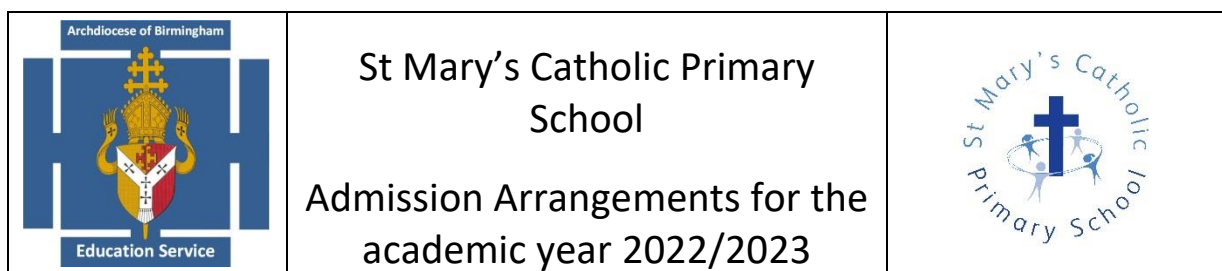 Archdiocese of Birmingham
Education Service
St Mary’s Catholic Primary
School
Admission Arrangements for the
academic year 2022/2023
St Mary's Catholic
Primary School